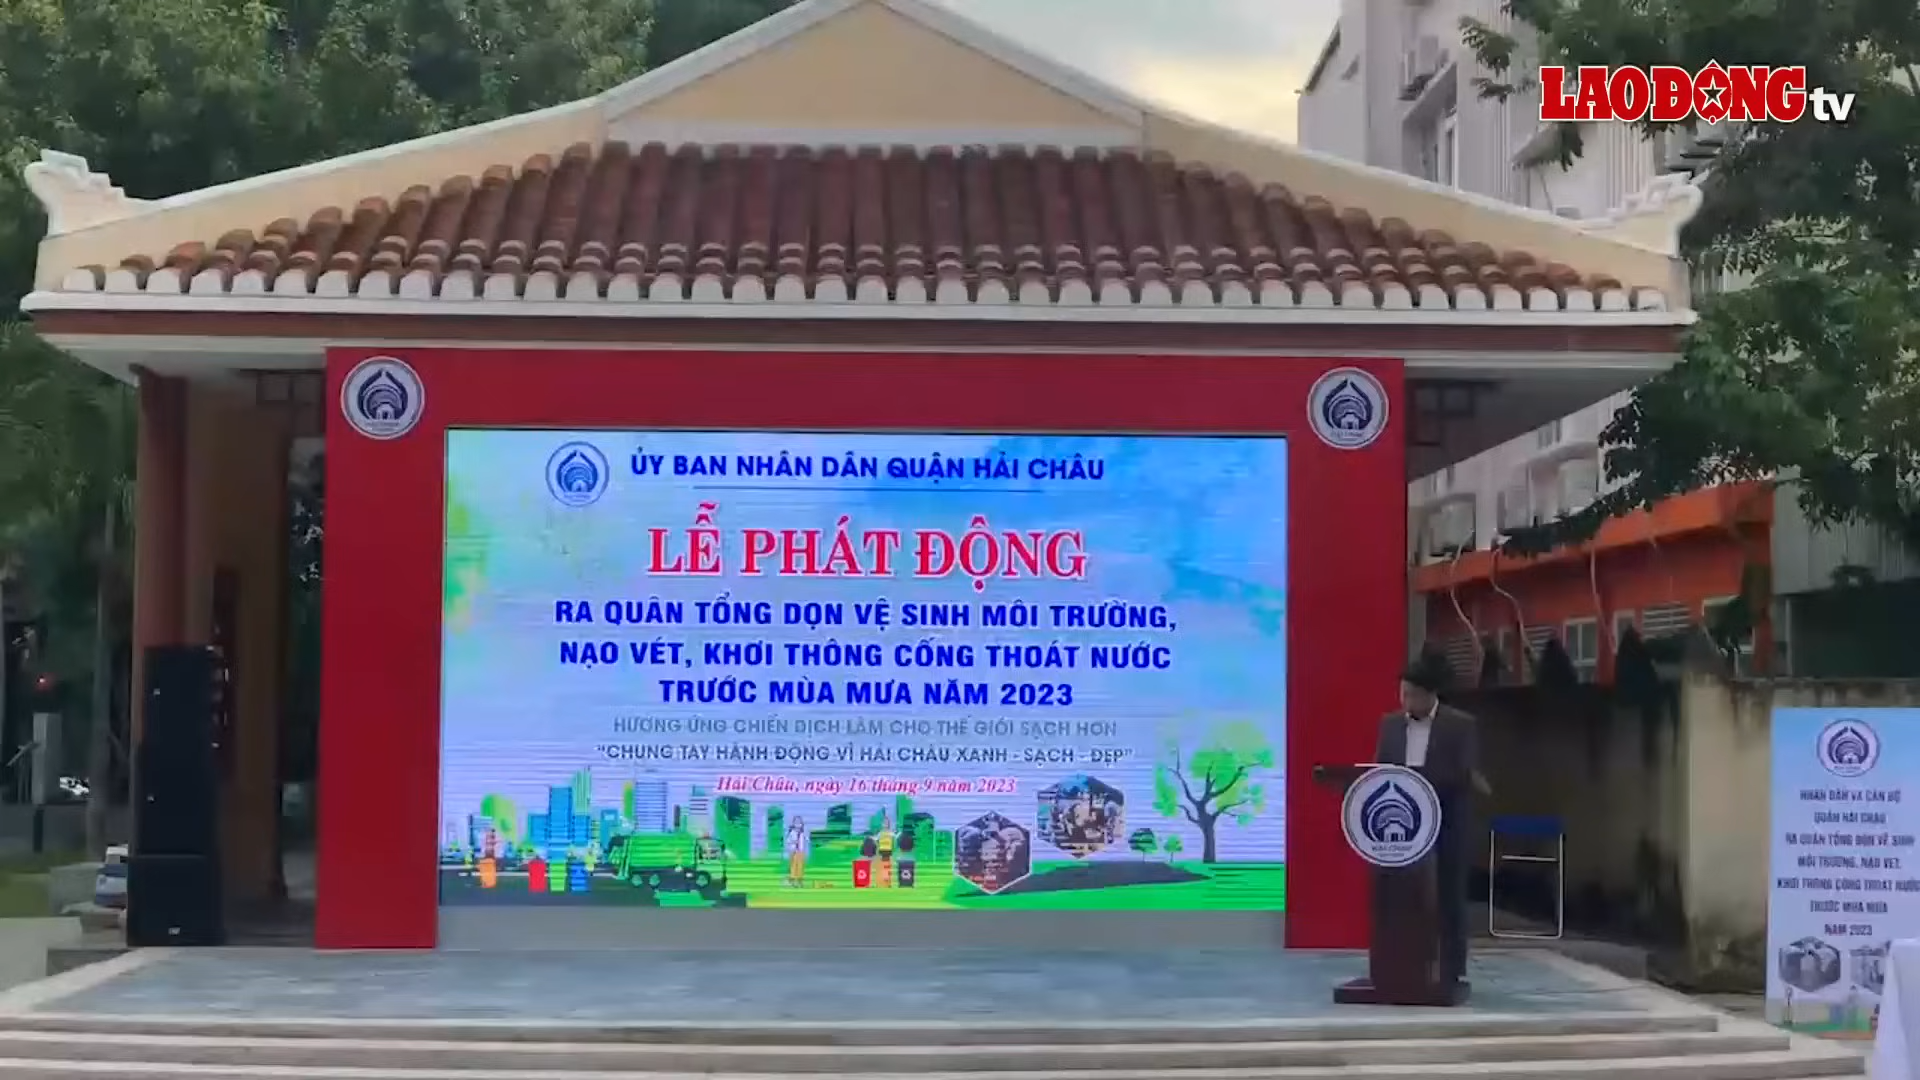 LAO ĐỘNG tv
ỦY BAN NHÂN DÂN QUẬN HẢI CHÂU
LỄ PHÁT ĐỘNG
RA QUÂN TỔNG DỌN VỆ SINH MÔI TRƯỜNG,
NẠO VÉT, KHƠI THÔNG CỐNG THOÁT NƯỚC
TRƯỚC MÙA MƯA NĂM 2023
HƯỞNG ỨNG CHIẾN DỊCH LÀM CHO THẾ GIỚI SẠCH HƠN
"CHUNG TAY HÀNH ĐỘNG VÌ HẢI CHÂU XANH - SẠCH - ĐẸP"
Hải Châu, ngày 16 tháng 9 năm 2023
NHÂN DÂN VÀ CÁN BỘ
QUẬN HẢI CHÂU
RA QUÂN TỔNG DỌN VỆ SINH
MÔI TRƯỜNG, NẠO VÉT,
KHƠI THÔNG CỐNG THOÁT NƯỚC
TRƯỚC MÙA MƯA
NĂM 2023